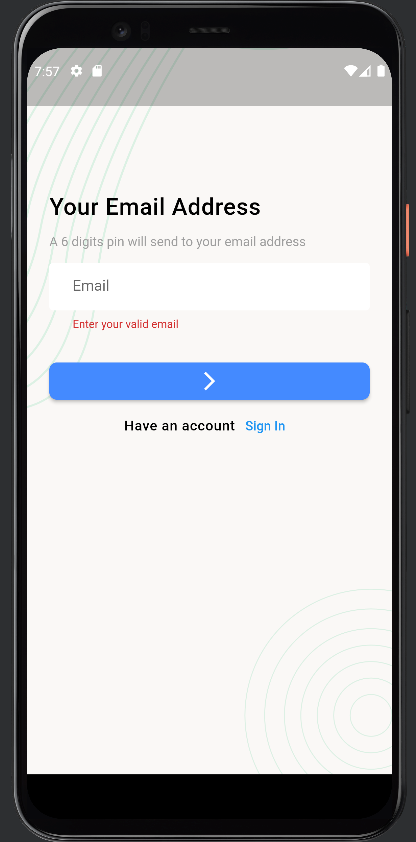 7:57
Your Email Address
A 6 digits pin will send to your email address
Email
Enter your valid email
Have an account Sign In